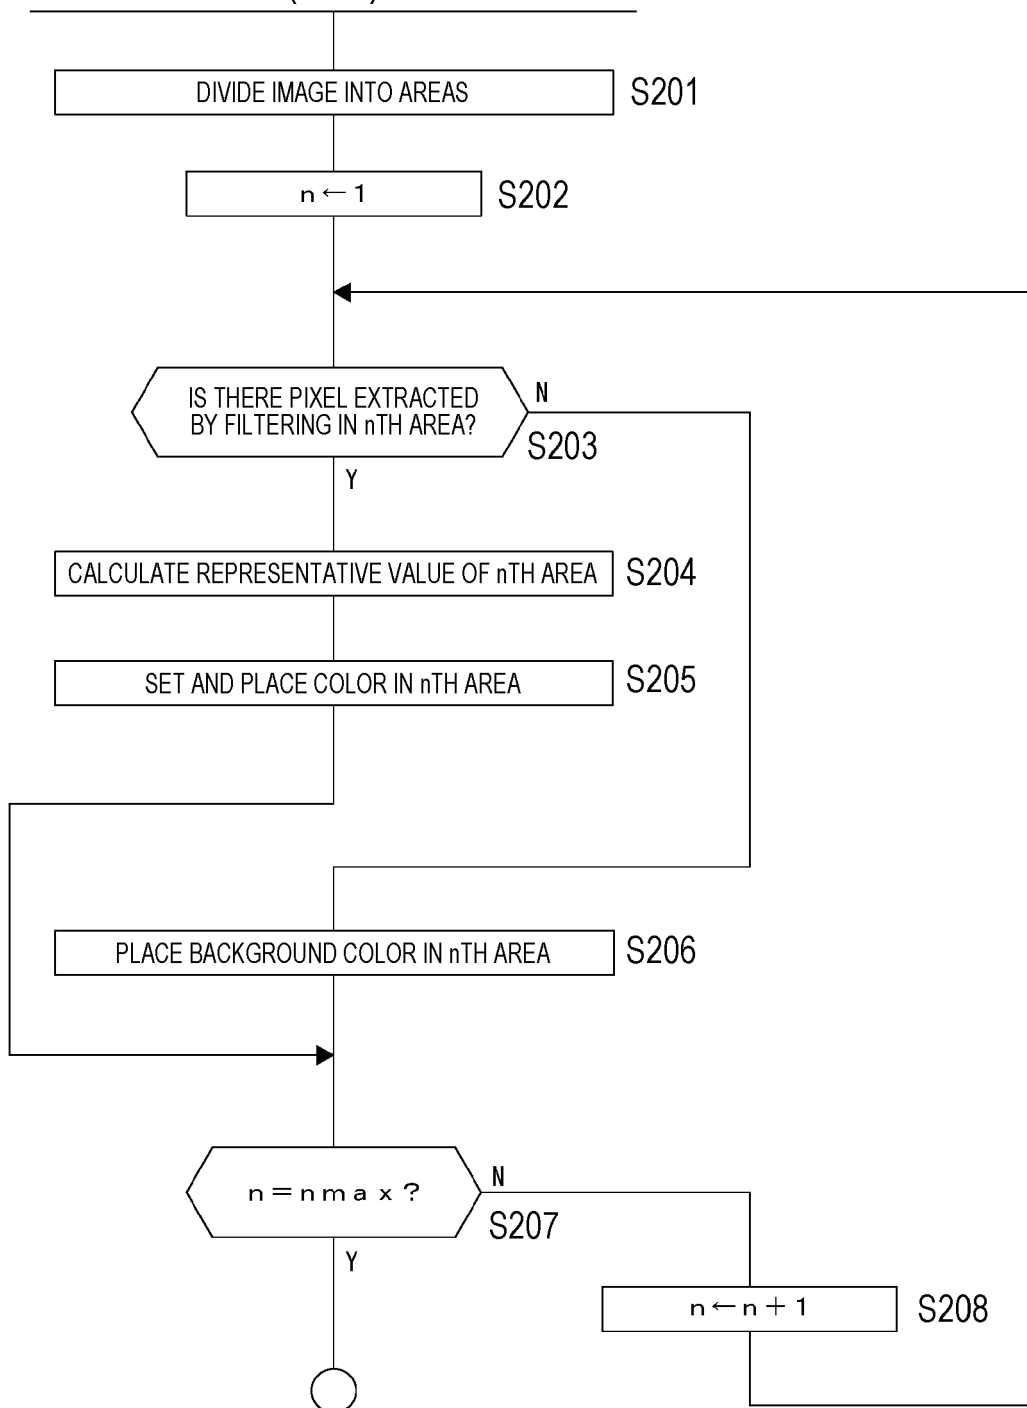 DIVIDE IMAGE INTO AREAS
S201
n ← 1
S202
IS THERE PIXEL EXTRACTED
BY FILTERING IN nTH AREA?
N
S203
Y
CALCULATE REPRESENTATIVE VALUE OF nTH AREA
S204
SET AND PLACE COLOR IN nTH AREA
S205
PLACE BACKGROUND COLOR IN nTH AREA
S206
n = nmax ?
N
S207
Y
n ← n + 1
S208